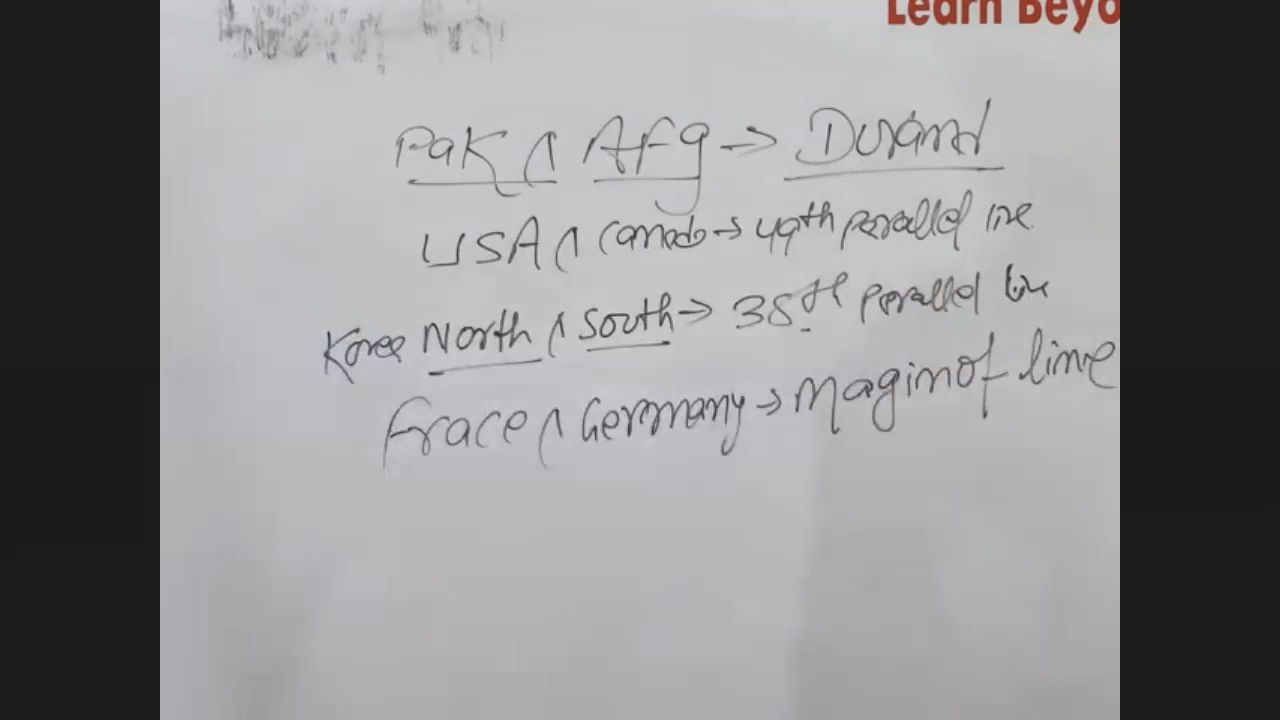 Learn Beyo
Pak / Afg → Durand
USA / Canada → 49th parallel line
Korea North / South → 38th parallel line
Frace / Germany → Maginot line